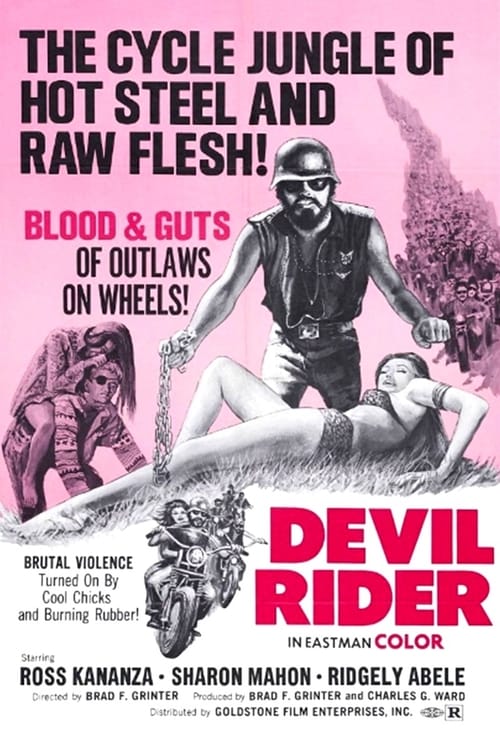 THE CYCLE JUNGLE OF
HOT STEEL AND
RAW FLESH!
BLOOD & GUTS
OF OUTLAWS
ON WHEELS!
BRUTAL VIOLENCE
Turned On By
Cool Chicks
and Burning Rubber!
DEVIL
RIDER
IN EASTMAN COLOR
Starring
ROSS KANANZA · SHARON MAHON · RIDGELY ABELE
Directed by BRAD F. GRINTER Produced by BRAD F. GRINTER and CHARLES G. WARD
Distributed by GOLDSTONE FILM ENTERPRISES, INC. R